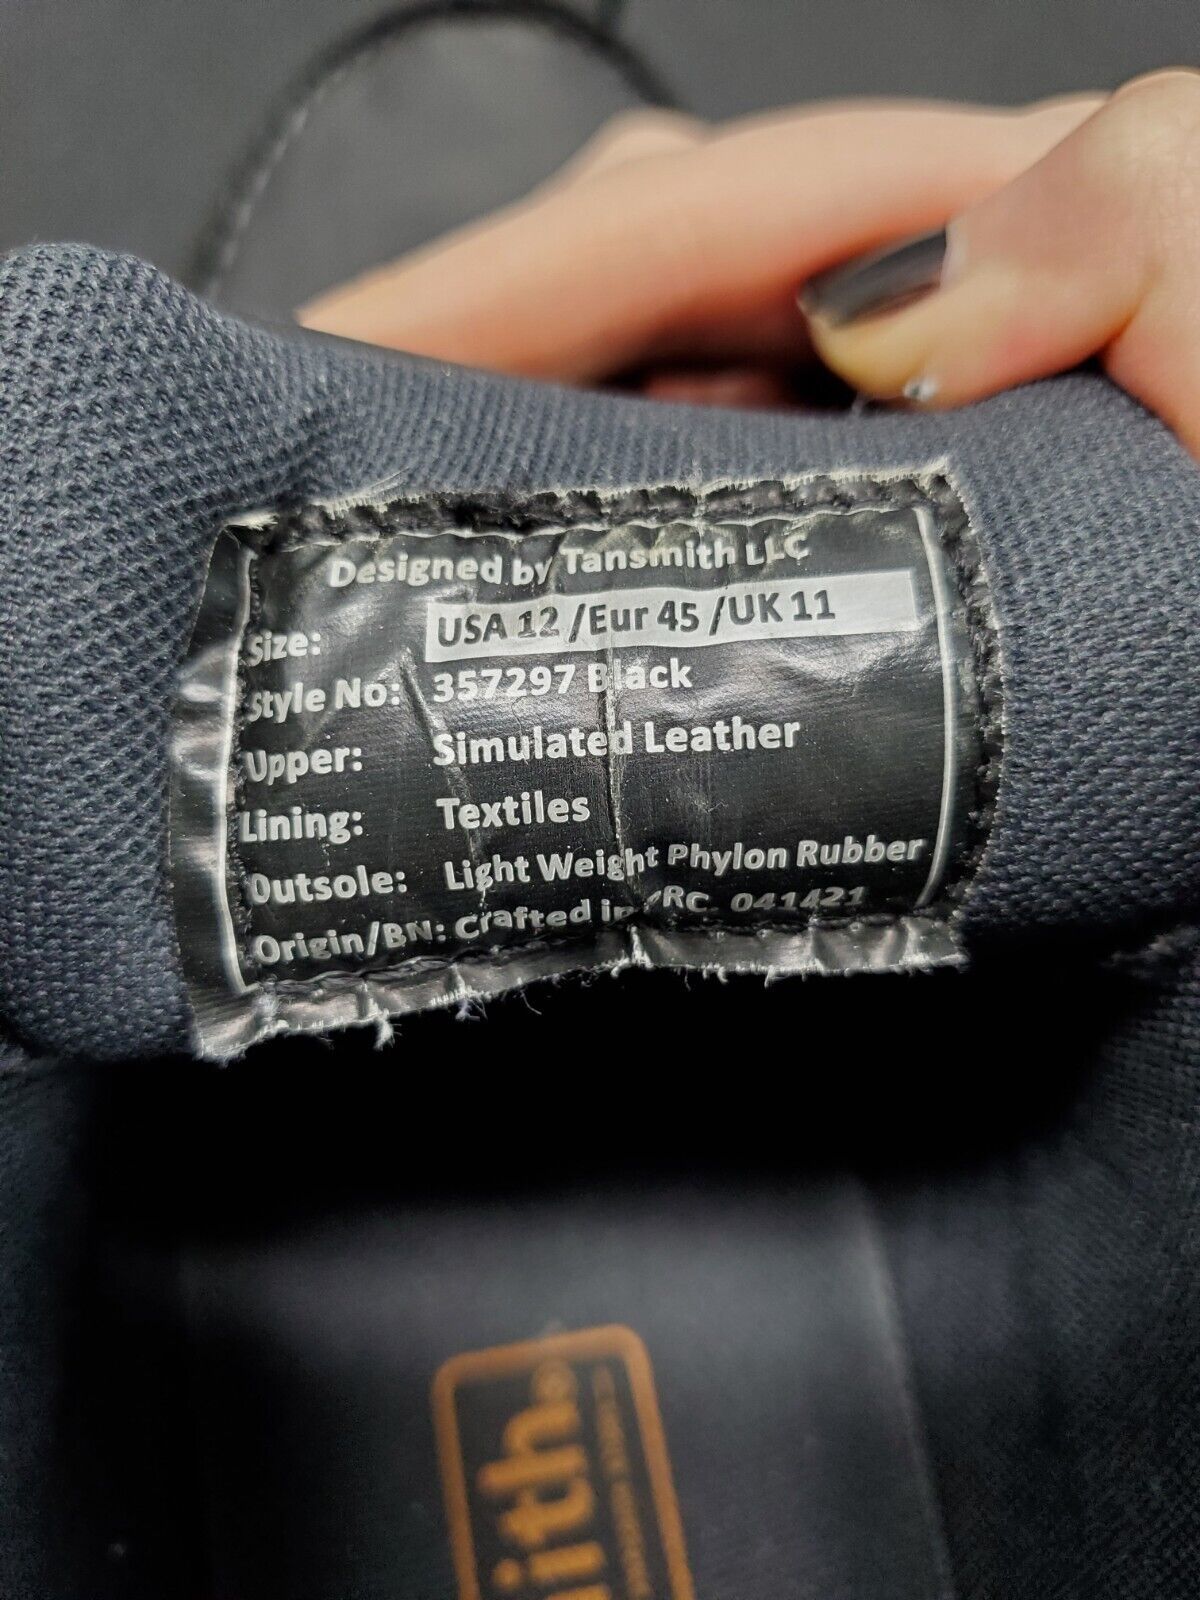 Designed by Tansmith LLC
Size: USA 12 /Eur 45 /UK 11
Style No: 357297 Black
Upper: Simulated Leather
Lining: Textiles
Outsole: Light Weight Phylon Rubber
Origin/BN: Crafted in PRC. 041421
ith®